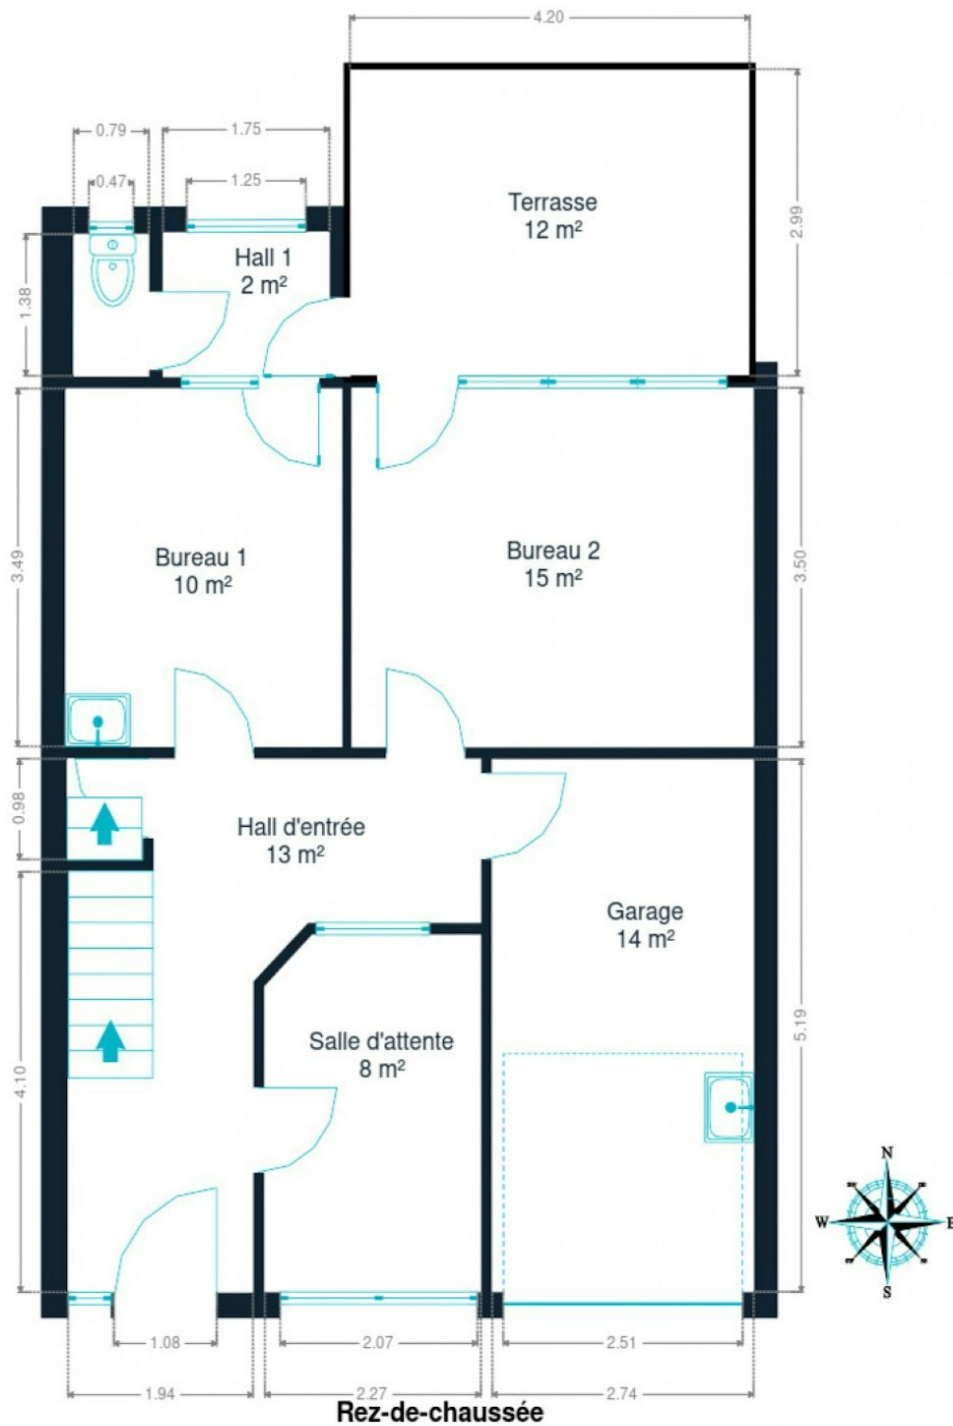 4.20
0.79
1.75
0.47
1.25
Terrasse
12 m²
2.99
Hall 1
2 m²
1.38
3.49
Bureau 1
10 m²
Bureau 2
15 m²
3.50
0.98
Hall d'entrée
13 m²
Garage
14 m²
5.19
4.10
Salle d'attente
8 m²
N
W
E
S
1.08
2.07
2.51
1.94
2.27
2.74
Rez-de-chaussée